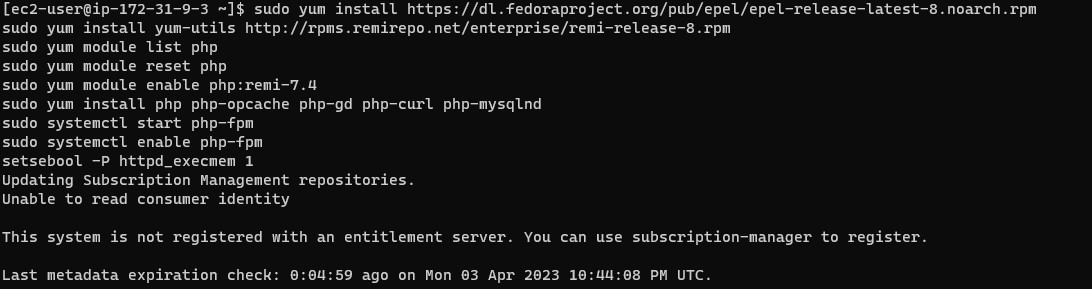 [ec2-user@ip-172-31-9-3 ~]$ sudo yum install https://dl.fedoraproject.org/pub/epel/epel-release-latest-8.noarch.rpm
sudo yum install yum-utils http://rpms.remirepo.net/enterprise/remi-release-8.rpm
sudo yum module list php
sudo yum module reset php
sudo yum module enable php:remi-7.4
sudo yum install php php-opcache php-gd php-curl php-mysqlnd
sudo systemctl start php-fpm
sudo systemctl enable php-fpm
setsebool -P httpd_execmem 1
Updating Subscription Management repositories.
Unable to read consumer identity
This system is not registered with an entitlement server. You can use subscription-manager to register.
Last metadata expiration check: 0:04:59 ago on Mon 03 Apr 2023 10:44:08 PM UTC.